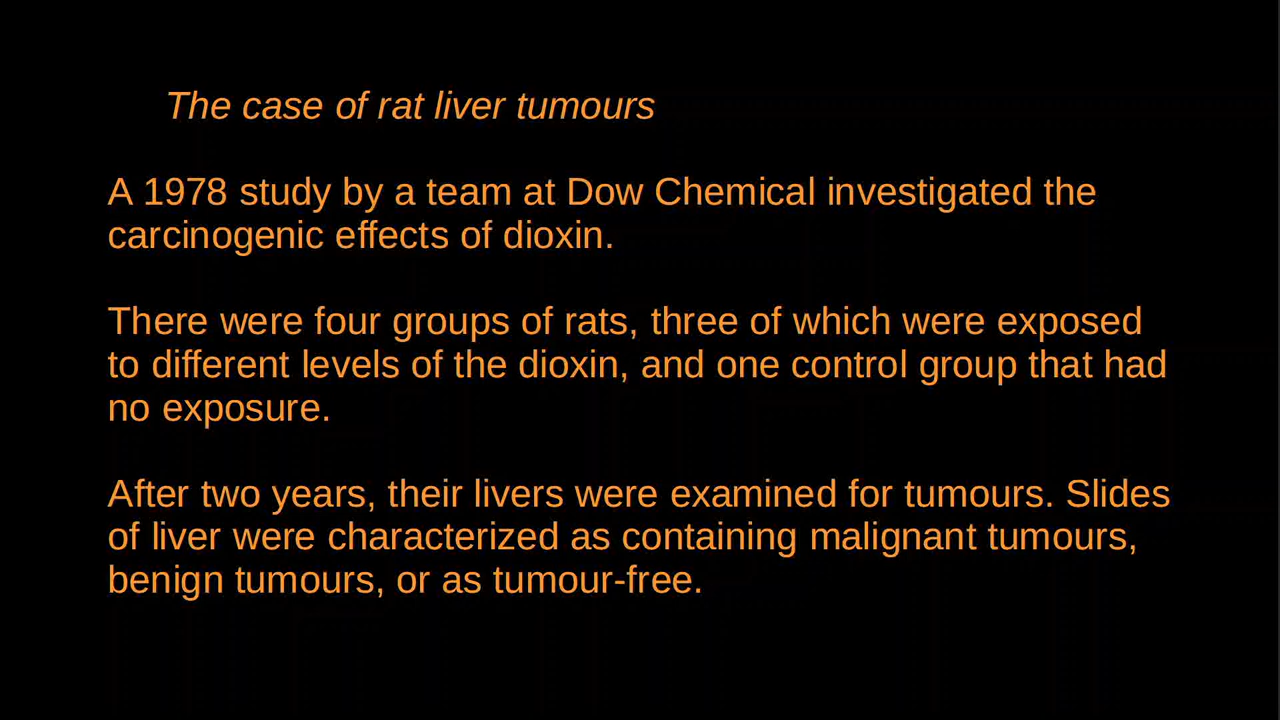 The case of rat liver tumours
A 1978 study by a team at Dow Chemical investigated the
carcinogenic effects of dioxin.
There were four groups of rats, three of which were exposed
to different levels of the dioxin, and one control group that had
no exposure.
After two years, their livers were examined for tumours. Slides
of liver were characterized as containing malignant tumours,
benign tumours, or as tumour-free.